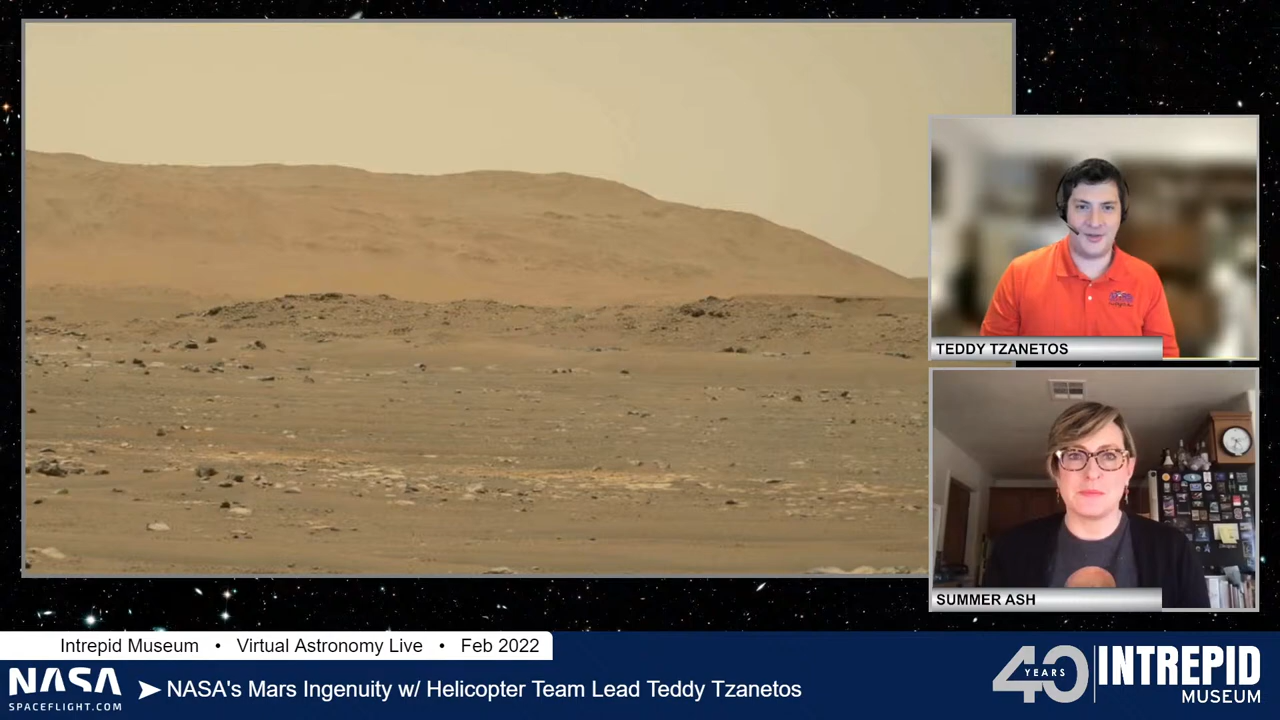 TEDDY TZANETOS
SUMMER ASH
Intrepid Museum • Virtual Astronomy Live • Feb 2022
NASA
SPACEFLIGHT.COM
NASA's Mars Ingenuity w/ Helicopter Team Lead Teddy Tzanetos
40
YEARS
INTREPID
MUSEUM